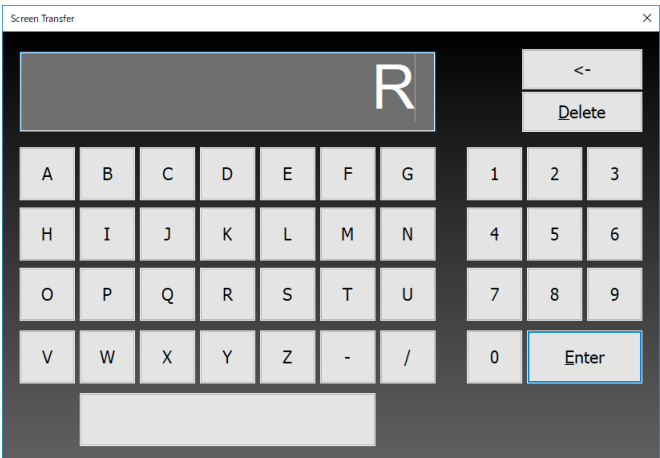 Screen Transfer
R
<-
Delete
A B C D E F G 1 2 3
H I J K L M N 4 5 6
O P Q R S T U 7 8 9
V W X Y Z - / 0 Enter